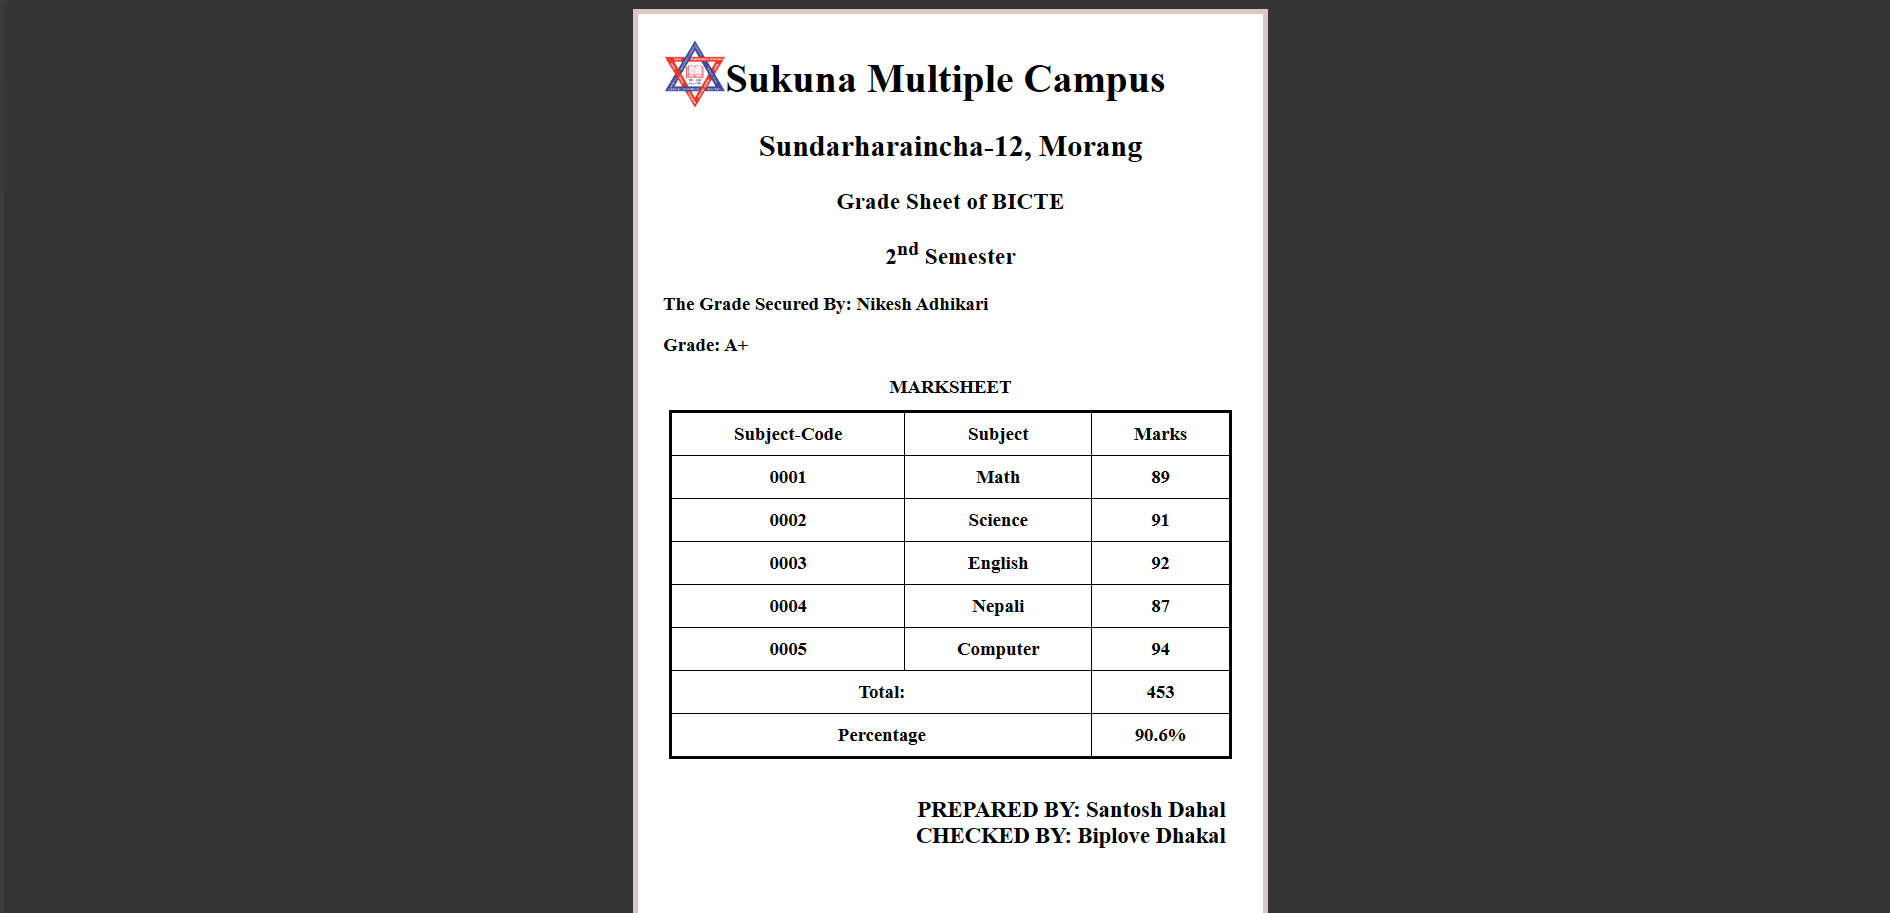 Sukuna Multiple Campus
Sundarharaincha-12, Morang
Grade Sheet of BICTE
2nd Semester
The Grade Secured By: Nikesh Adhikari
Grade: A+
MARKSHEET
Subject-Code Subject Marks
0001 Math 89
0002 Science 91
0003 English 92
0004 Nepali 87
0005 Computer 94
Total: 453
Percentage 90.6%
PREPARED BY: Santosh Dahal
CHECKED BY: Biplove Dhakal